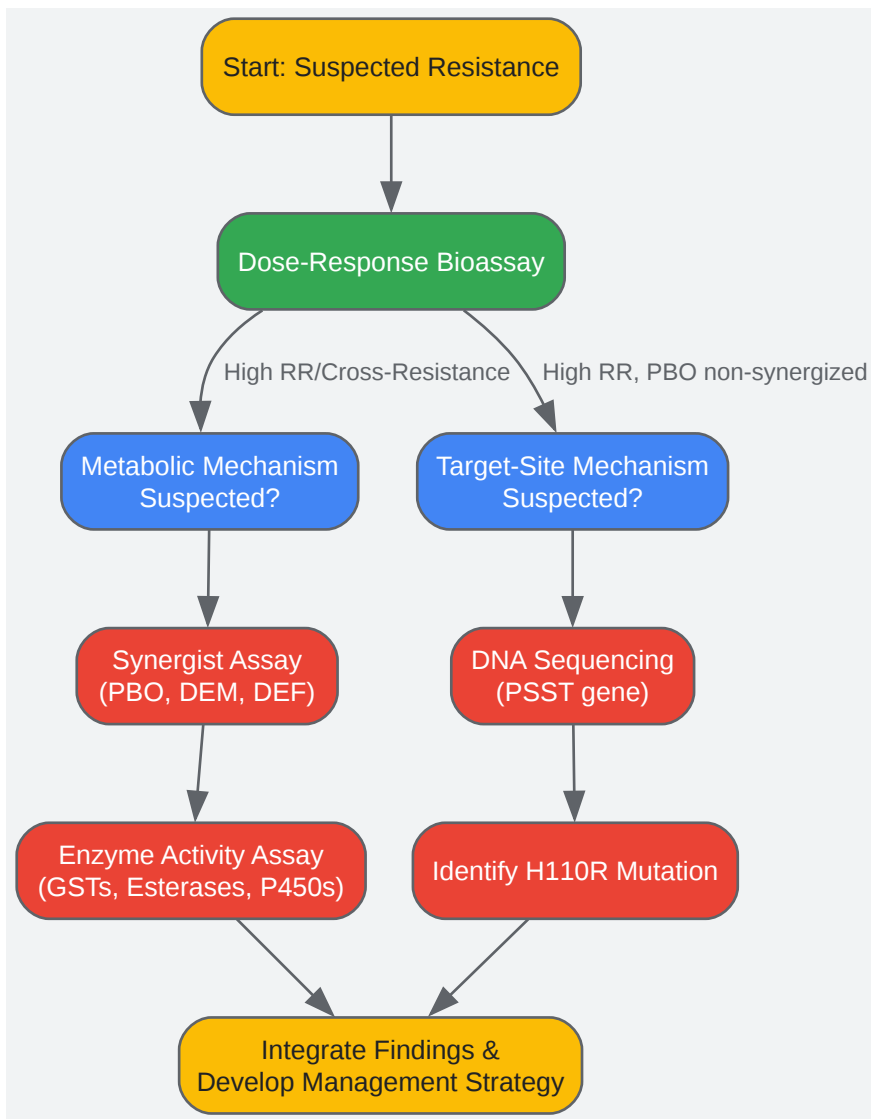 Start: Suspected Resistance
Dose-Response Bioassay
High RR/Cross-Resistance
High RR, PBO non-synergized
Metabolic Mechanism
Suspected?
Target-Site Mechanism
Suspected?
Synergist Assay
(PBO, DEM, DEF)
DNA Sequencing
(PSST gene)
Enzyme Activity Assay
(GSTs, Esterases, P450s)
Identify H110R Mutation
Integrate Findings &
Develop Management Strategy